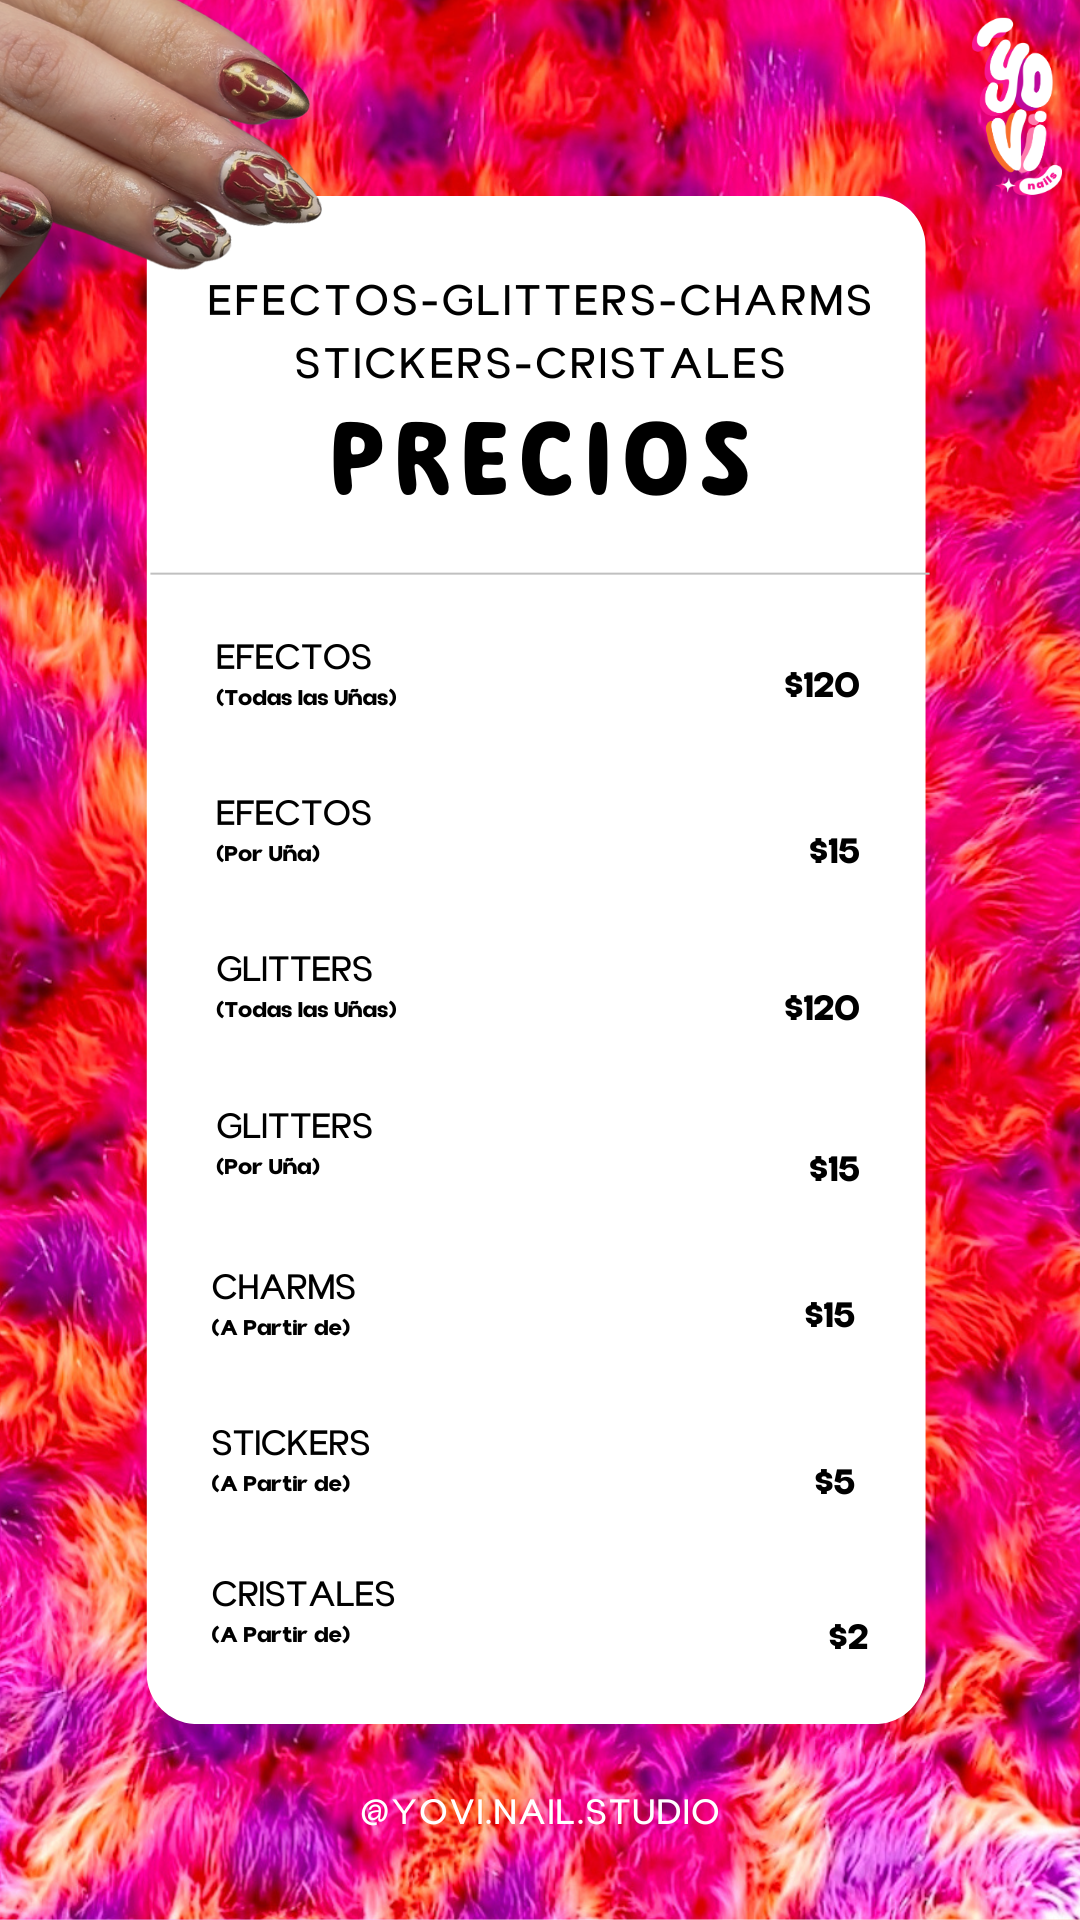 YOVI
nails
EFECTOS-GLITTERS-CHARMS
STICKERS-CRISTALES
PRECIOS
EFECTOS
(Todas las Uñas)
$120
EFECTOS
(Por Uña)
$15
GLITTERS
(Todas las Uñas)
$120
GLITTERS
(Por Uña)
$15
CHARMS
(A Partir de)
$15
STICKERS
(A Partir de)
$5
CRISTALES
(A Partir de)
$2
@YOVI.NAIL.STUDIO